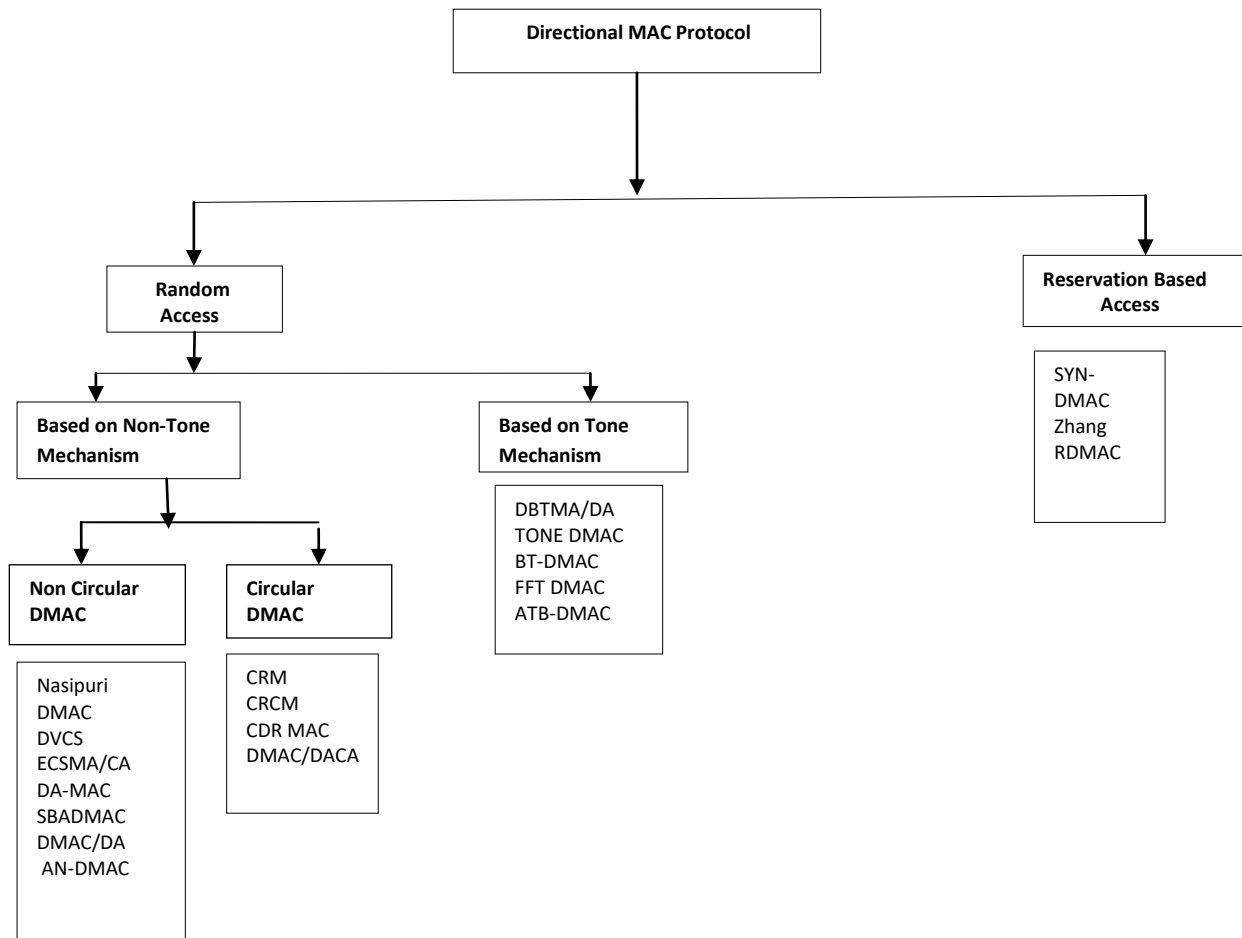 Directional MAC Protocol
Random
Access
Reservation Based
Access
SYN-
DMAC
Zhang
RDMAC
Based on Non-Tone
Mechanism
Based on Tone
Mechanism
DBTMA/DA
TONE DMAC
BT-DMAC
FFT DMAC
ATB-DMAC
Non Circular
DMAC
Circular
DMAC
Nasipuri
DMAC
DVCS
ECSMA/CA
DA-MAC
SBADMAC
DMAC/DA
AN-DMAC
CRM
CRCM
CDR MAC
DMAC/DACA